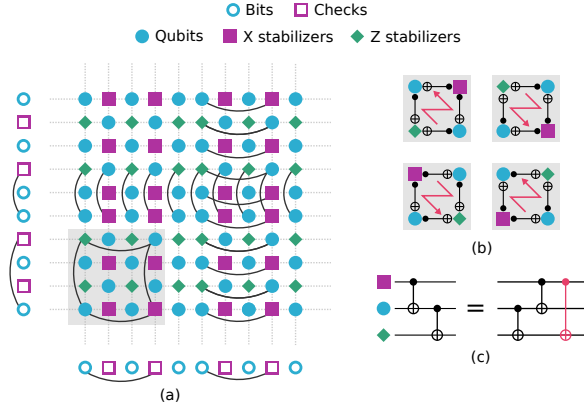 Bits Checks
Qubits X stabilizers Z stabilizers
(a)
(b)
=
(c)